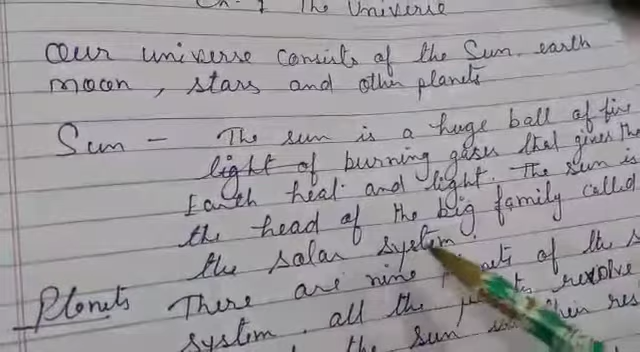 Ch-1 The Universe
Our universe consists of the Sun, earth
moon, stars and other planets
Sun - The sun is a huge ball of fire
light of burning gases that gives the
Earth heat and light. The sun is
the head of the big family called
the solar system.
Planets There are nine of the
system. all the revolve
the sun their